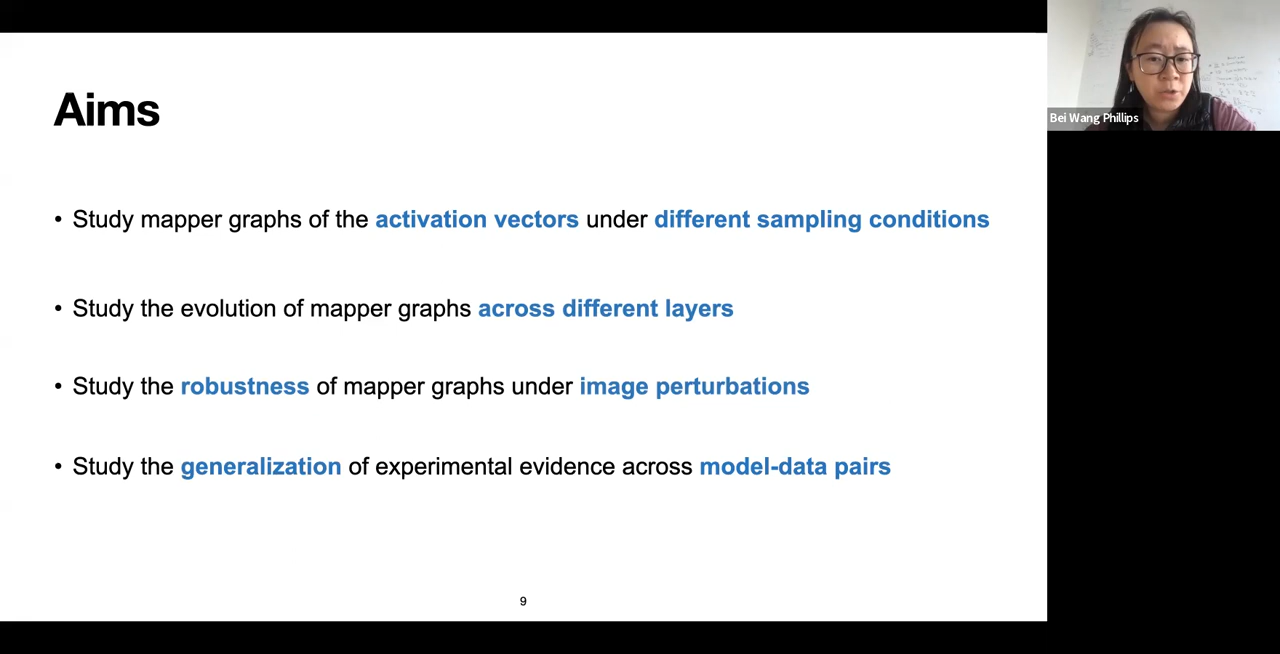 Aims
• Study mapper graphs of the activation vectors under different sampling conditions
• Study the evolution of mapper graphs across different layers
• Study the robustness of mapper graphs under image perturbations
• Study the generalization of experimental evidence across model-data pairs
9
Bei Wang Phillips